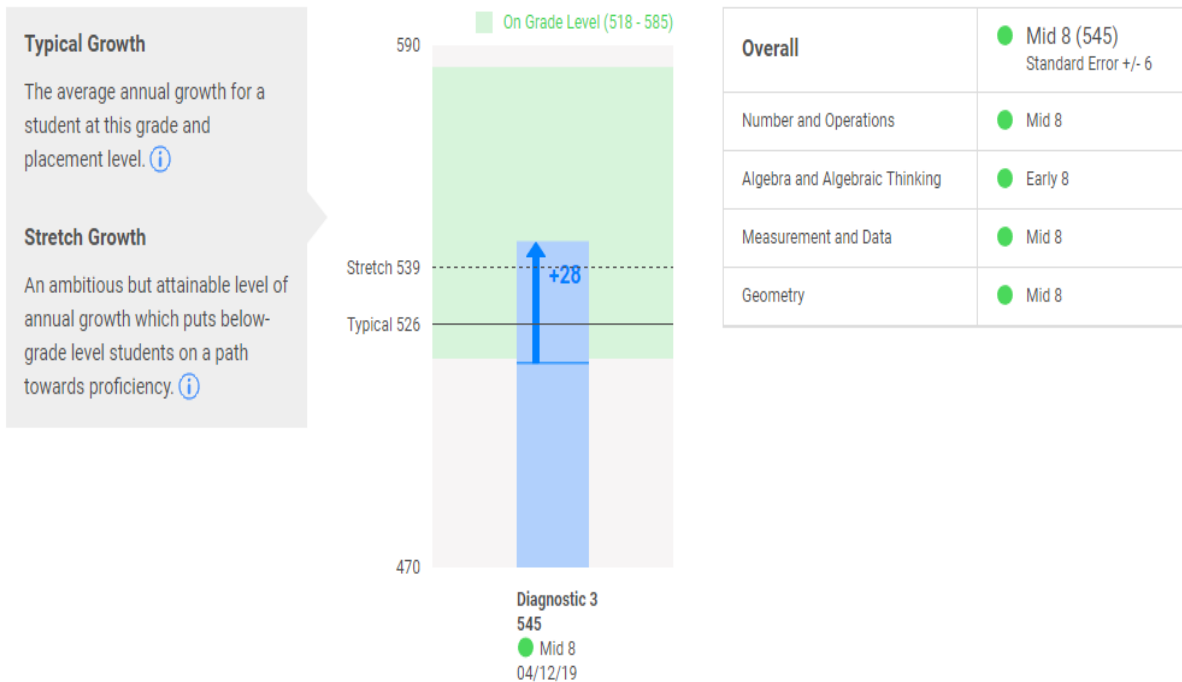 Typical Growth
The average annual growth for a
student at this grade and
placement level.
Stretch Growth
An ambitious but attainable level of
annual growth which puts below-
grade level students on a path
towards proficiency.
On Grade Level (518 - 585)
590
Stretch 539
+28
Typical 526
470
Diagnostic 3
545
Mid 8
04/12/19
Overall
Mid 8 (545)
Standard Error +/- 6
Number and Operations
Mid 8
Algebra and Algebraic Thinking
Early 8
Measurement and Data
Mid 8
Geometry
Mid 8